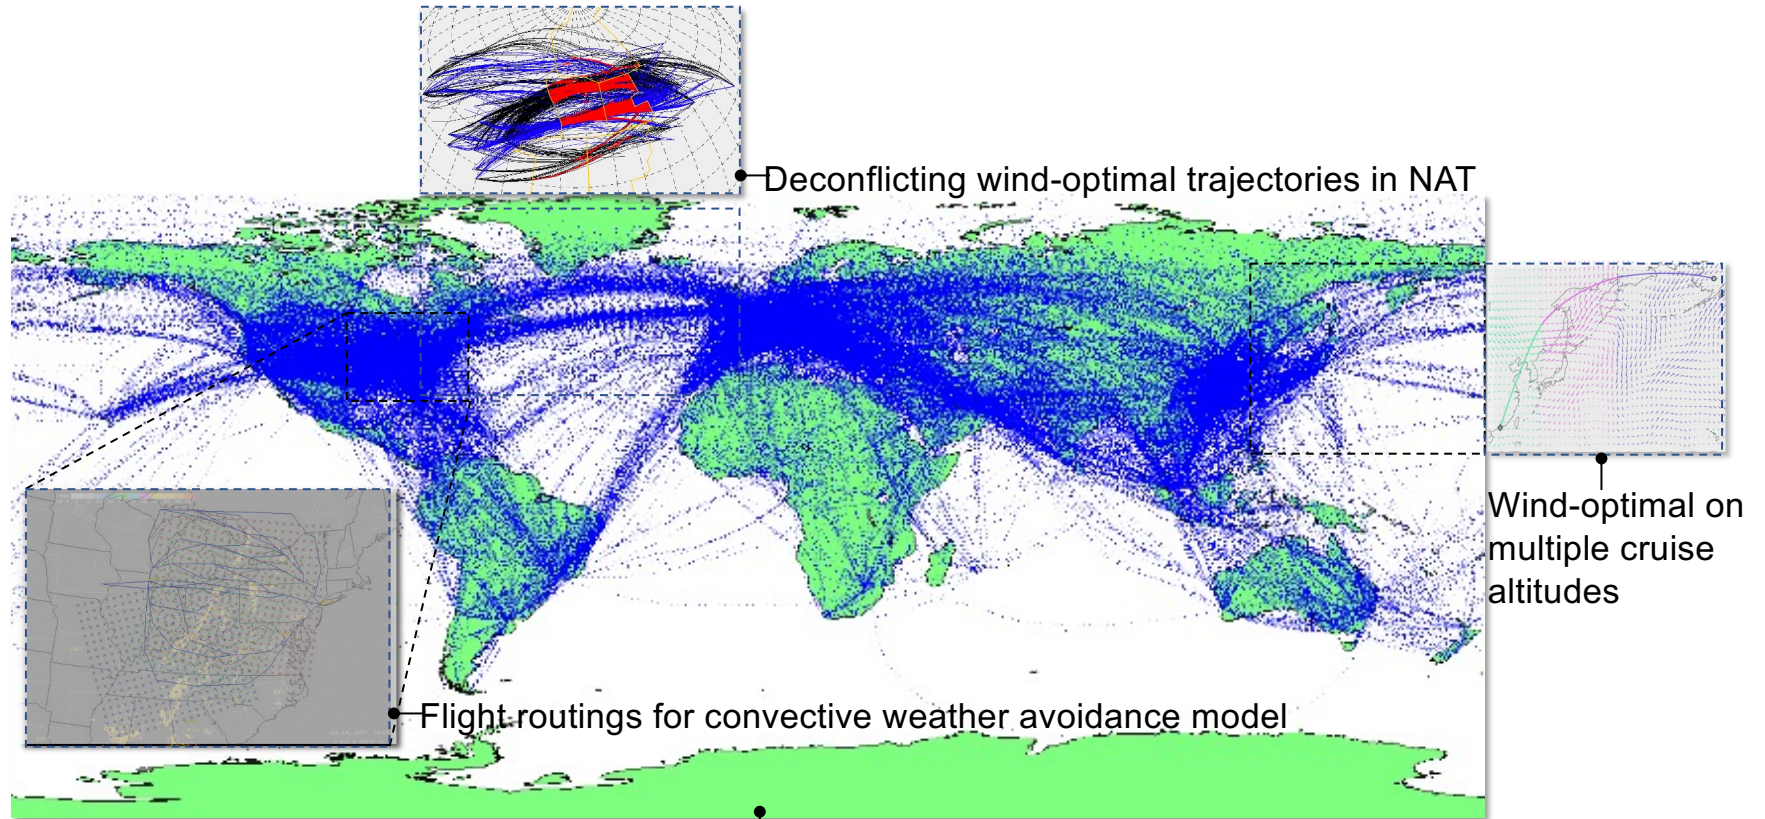 Deconflicting wind-optimal trajectories in NAT
Wind-optimal on
multiple cruise
altitudes
Flight routings for convective weather avoidance model